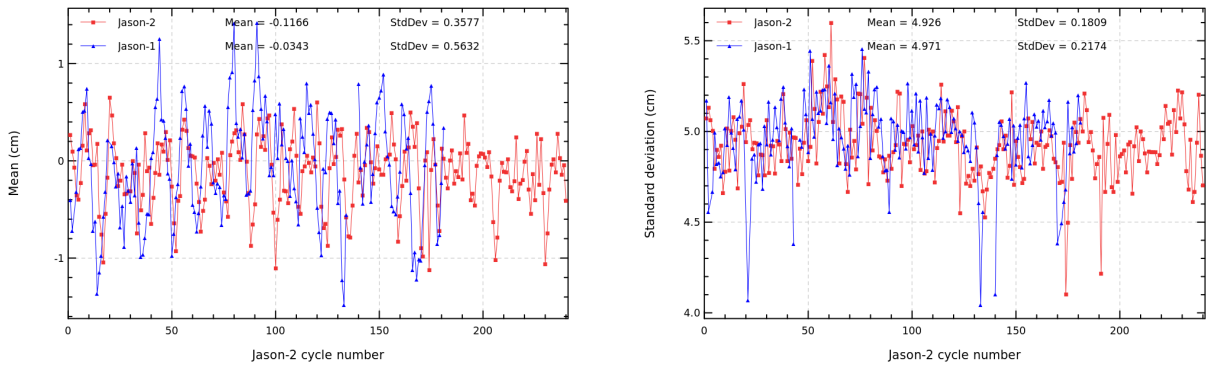 Jason-2 Mean = -0.1166 StdDev = 0.3577
Jason-1 Mean = -0.0343 StdDev = 0.5632
1
0
-1
0 50 100 150 200
Mean (cm)
Jason-2 cycle number
Jason-2 Mean = 4.926 StdDev = 0.1809
Jason-1 Mean = 4.971 StdDev = 0.2174
5.5
5.0
4.5
4.0
0 50 100 150 200
Standard deviation (cm)
Jason-2 cycle number